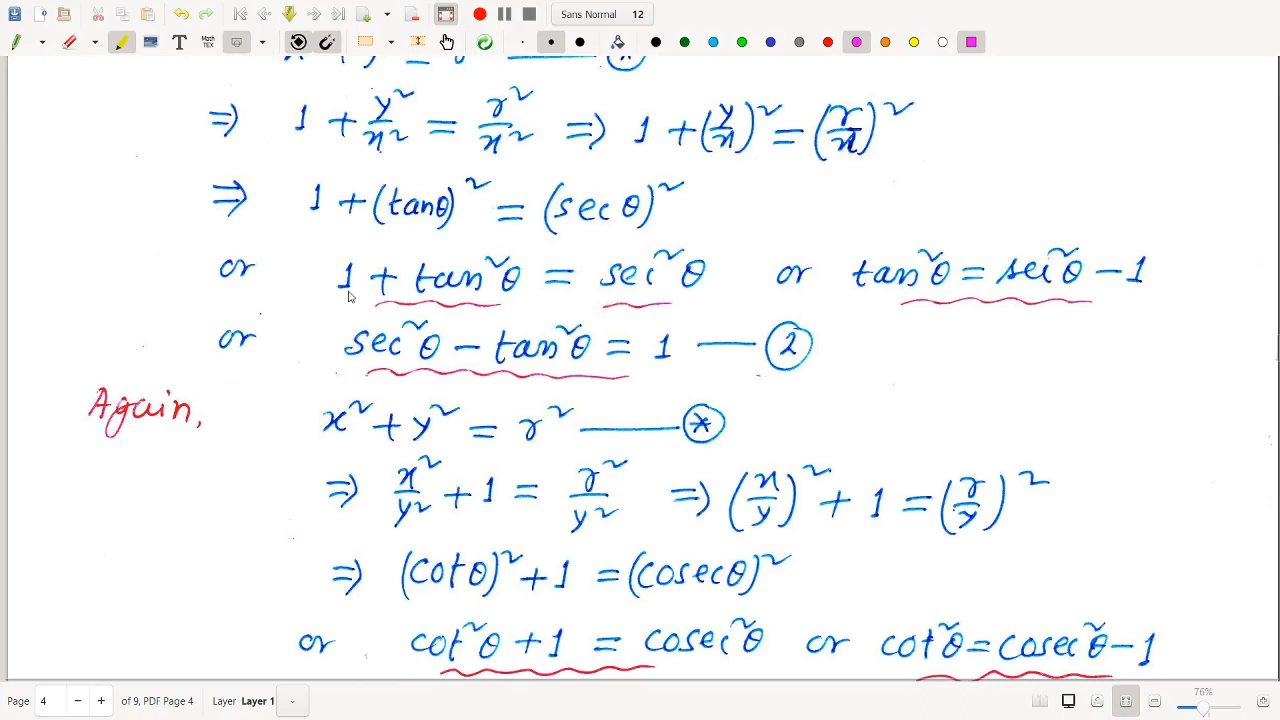 Sans Normal 12
T MATH TEX
⇒ 1 + y²/x² = r²/x² ⇒ 1 + (y/x)² = (r/x)²
⇒ 1 + (tanθ)² = (secθ)²
or 1 + tan²θ = sec²θ or tan²θ = sec²θ − 1
or sec²θ − tan²θ = 1 — ②
Again, x² + y² = r² — ⊛
⇒ x²/y² + 1 = r²/y² ⇒ (x/y)² + 1 = (r/y)²
⇒ (cotθ)² + 1 = (cosecθ)²
or cot²θ + 1 = cosec²θ or cot²θ = cosec²θ − 1
Page 4 − + of 9, PDF Page 4 Layer Layer 1 76%